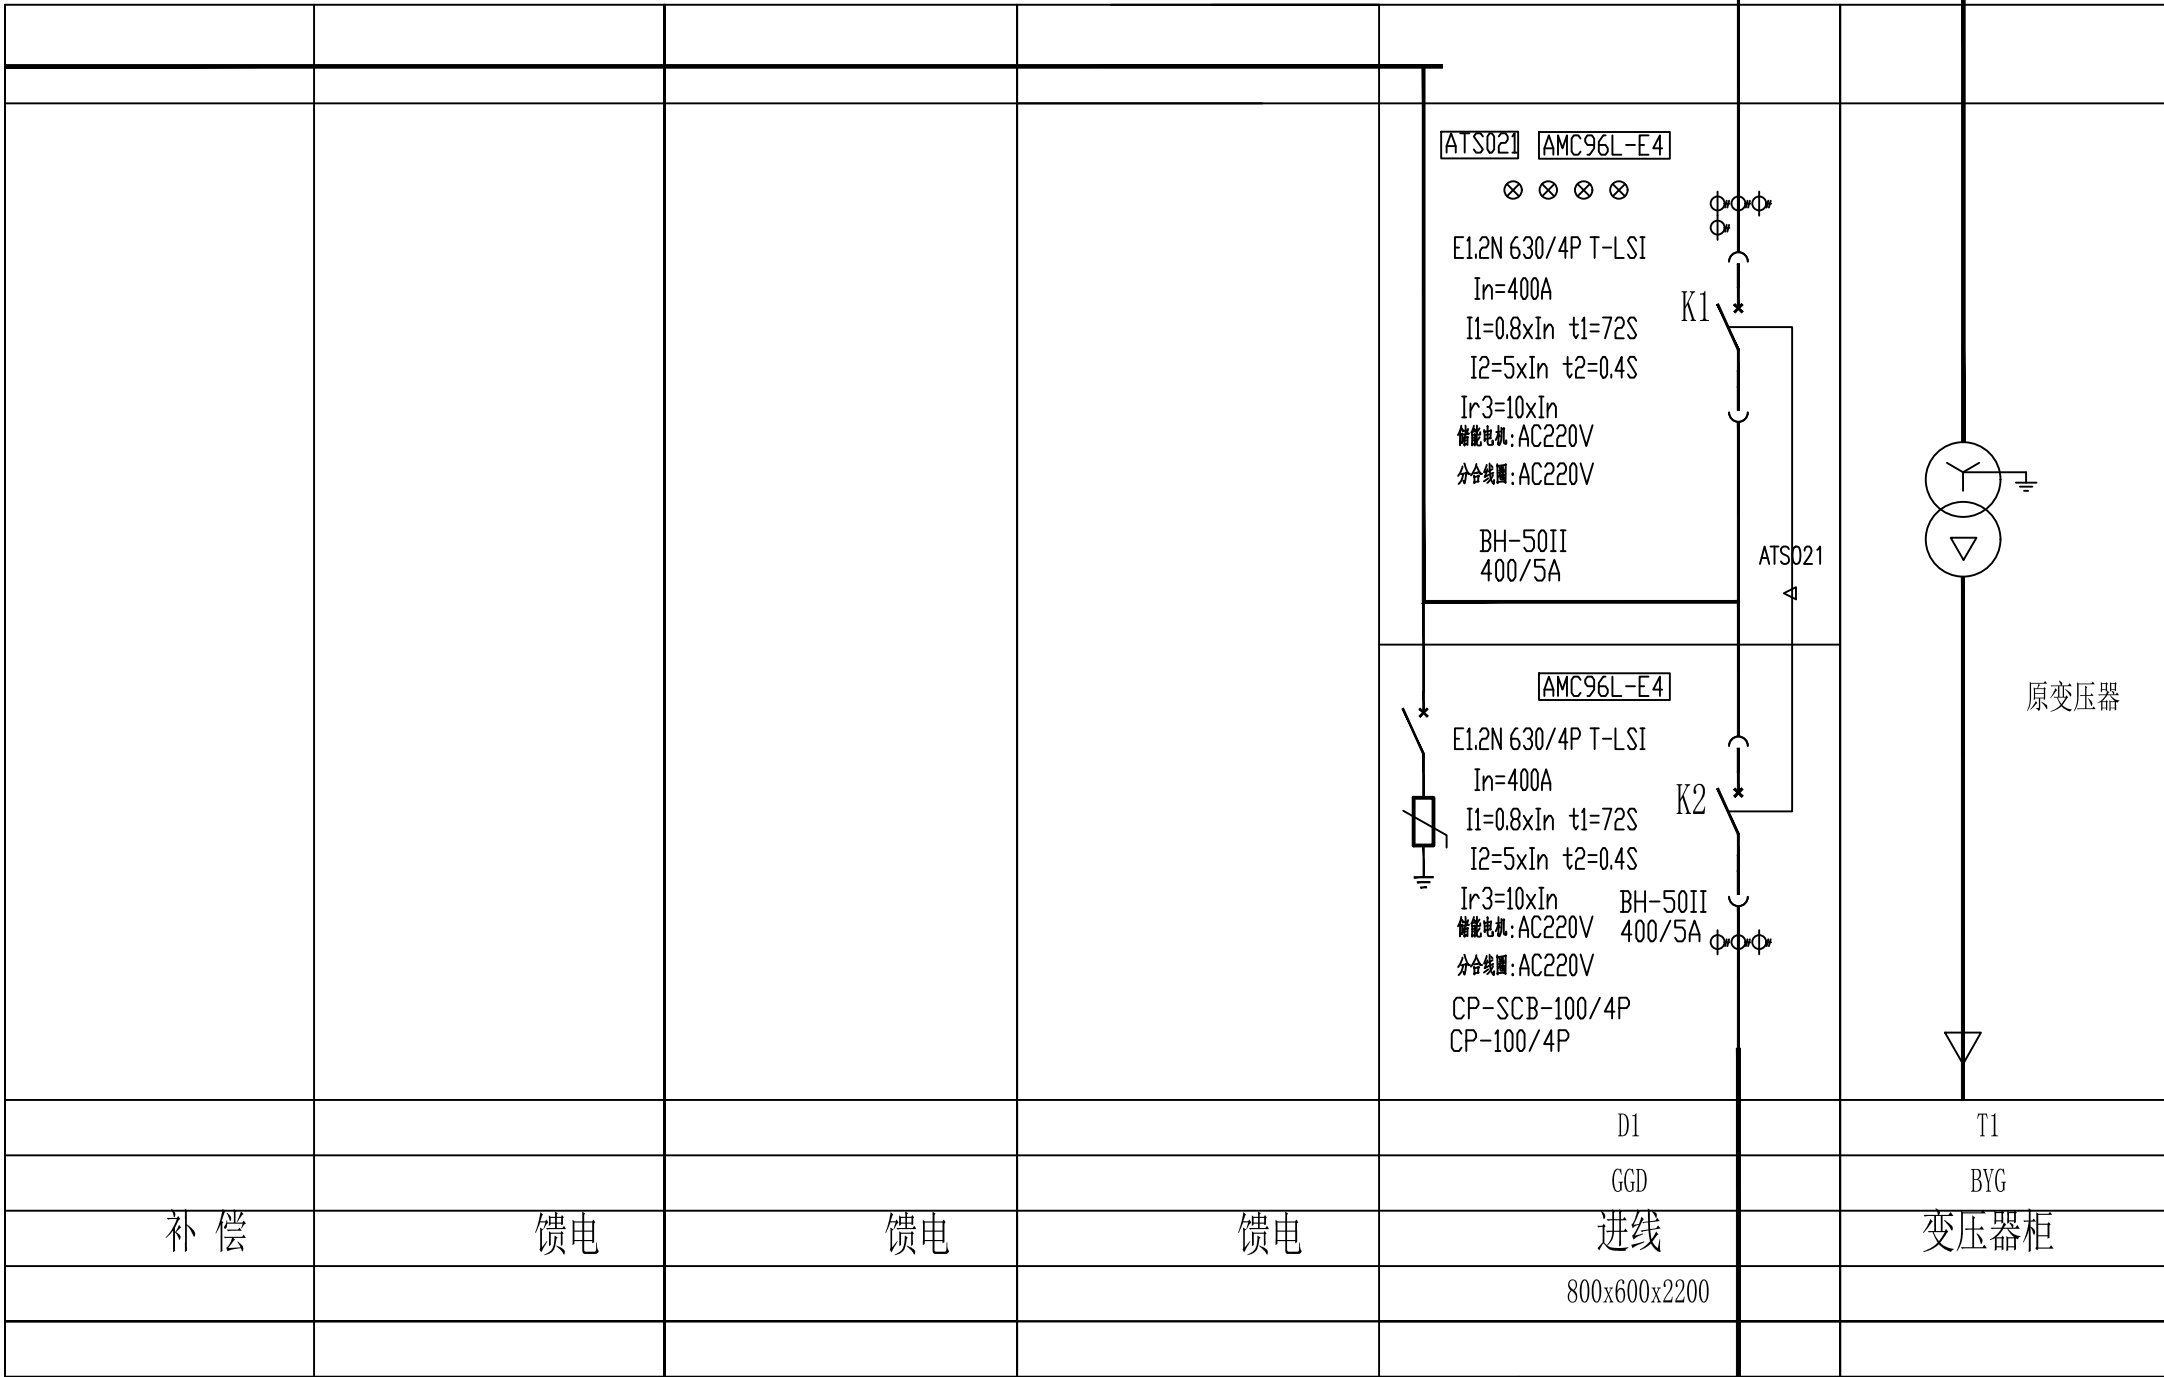 ATS021 AMC96L-E4
E1.2N 630/4P T-LSI
In=400A
K1
I1=0.8xIn t1=72S
I2=5xIn t2=0.4S
Ir3=10xIn
储能电机:AC220V
分合线圈:AC220V
BH-50II
400/5A
ATS021
AMC96L-E4
原变压器
E1.2N 630/4P T-LSI
In=400A
K2
I1=0.8xIn t1=72S
I2=5xIn t2=0.4S
Ir3=10xIn
储能电机:AC220V
分合线圈:AC220V
BH-50II
400/5A
CP-SCB-100/4P
CP-100/4P
D1 T1
GGD BYG
补 偿 馈电 馈电 馈电 进线 变压器柜
800x600x2200